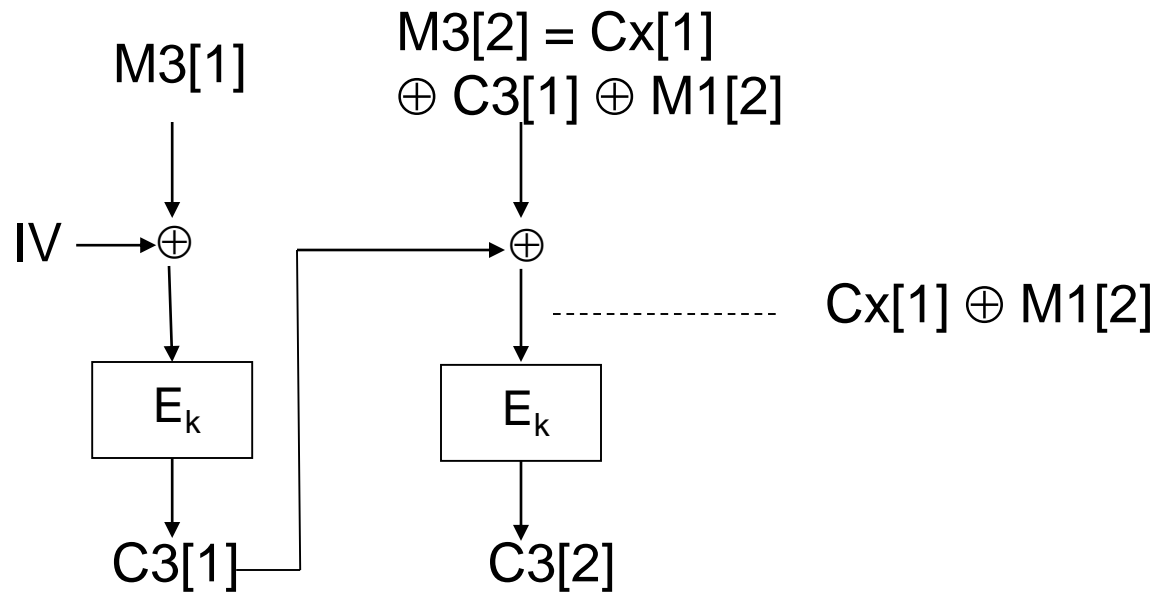 M3[1]
M3[2] = Cx[1]
⊕ C3[1] ⊕ M1[2]
IV
⊕
⊕
Cx[1] ⊕ M1[2]
Ek
Ek
C3[1]
C3[2]